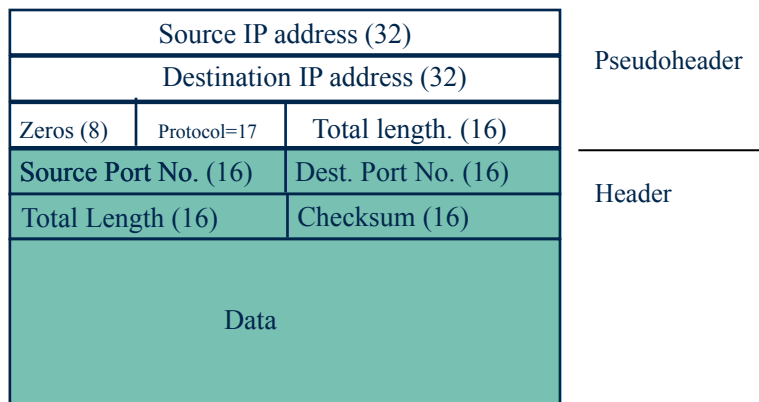 Source IP address (32)
Destination IP address (32)
Pseudoheader
Zeros (8) Protocol=17 Total length. (16)
Source Port No. (16) Dest. Port No. (16)
Header
Total Length (16) Checksum (16)
Data